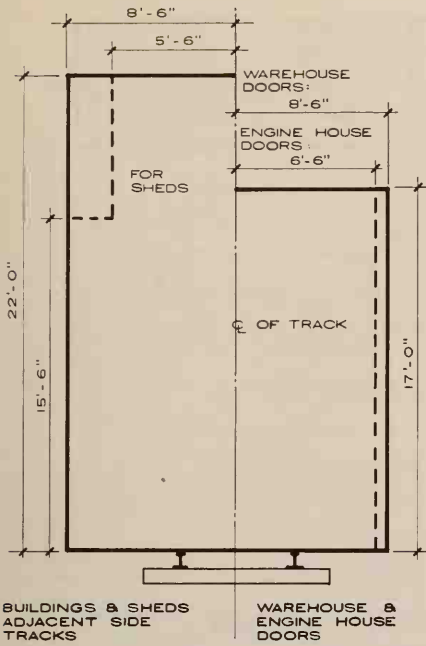 8'-6"
5'-6"
WAREHOUSE
DOORS:
8'-6"
ENGINE HOUSE
DOORS:
6'-6"
FOR
SHEDS
22'-0"
15'-6"
℄ OF TRACK
17'-0"
BUILDINGS & SHEDS
ADJACENT SIDE
TRACKS
WAREHOUSE &
ENGINE HOUSE
DOORS